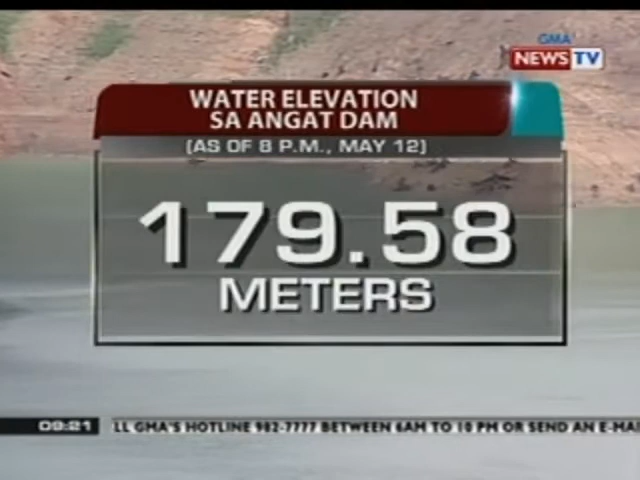 GMA
NEWS TV
WATER ELEVATION
SA ANGAT DAM
(AS OF 8 P.M., MAY 12)
179.58
METERS
09:21
LL GMA'S HOTLINE 982-7777 BETWEEN 6AM TO 10 PM OR SEND AN E-MA